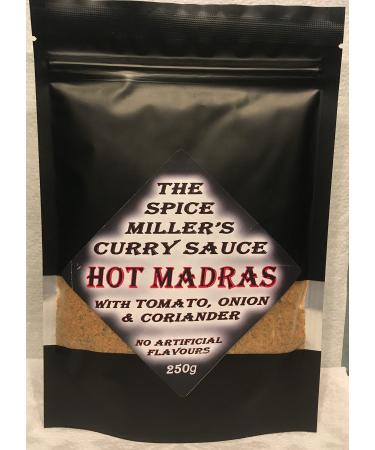 THE
SPICE
MILLER'S
CURRY SAUCE
HOT MADRAS
WITH TOMATO, ONION
& CORIANDER
NO ARTIFICIAL
FLAVOURS
250g